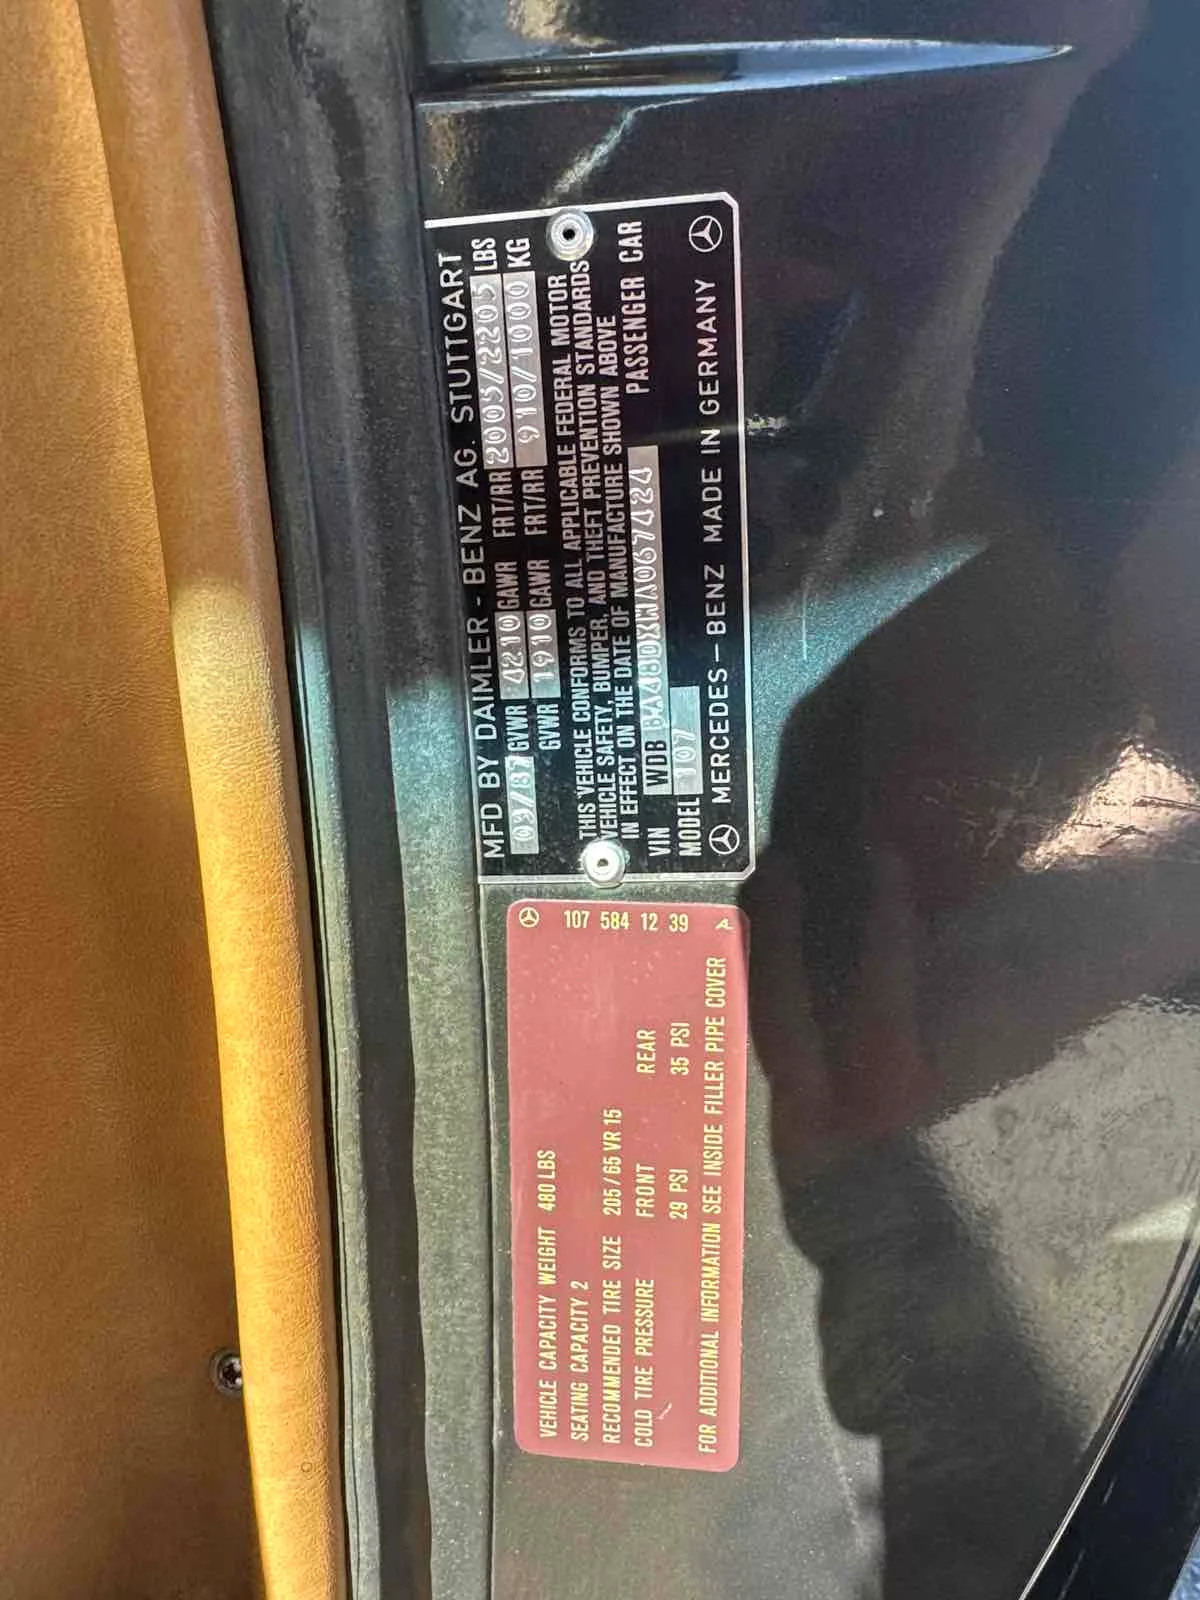 MFD BY DAIMLER - BENZ AG. STUTTGART
03/87 GVWR 4210 GAWR FRT/RR 2005/2205 LBS
GVWR 1910 GAWR FRT/RR 910/1000 KG
THIS VEHICLE CONFORMS TO ALL APPLICABLE FEDERAL MOTOR
VEHICLE SAFETY, BUMPER, AND THEFT PREVENTION STANDARDS
IN EFFECT ON THE DATE OF MANUFACTURE SHOWN ABOVE
VIN WDB BA48DXHA067424 PASSENGER CAR
MODEL 107
MERCEDES - BENZ MADE IN GERMANY
107 584 12 39 A
VEHICLE CAPACITY WEIGHT 480 LBS
SEATING CAPACITY 2
RECOMMENDED TIRE SIZE 205 / 65 VR 15
COLD TIRE PRESSURE FRONT REAR
29 PSI 35 PSI
FOR ADDITIONAL INFORMATION SEE INSIDE FILLER PIPE COVER